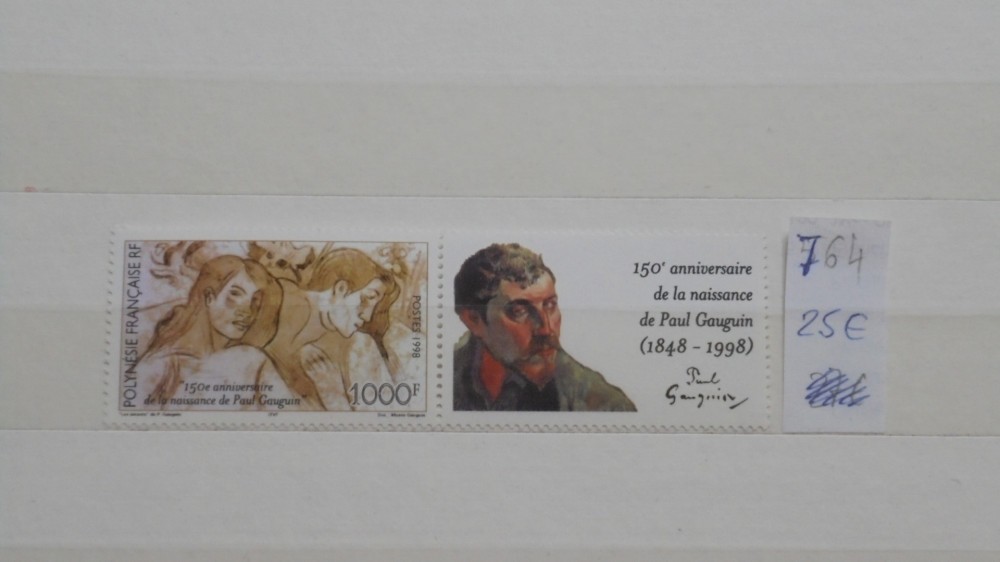 POLYNÉSIE FRANÇAISE RF
POSTES 1998
"150e anniversaire
de la naissance de Paul Gauguin"
1000F
150e anniversaire
de la naissance
de Paul Gauguin
(1848 - 1998)
Paul
Gauguin
764
25€